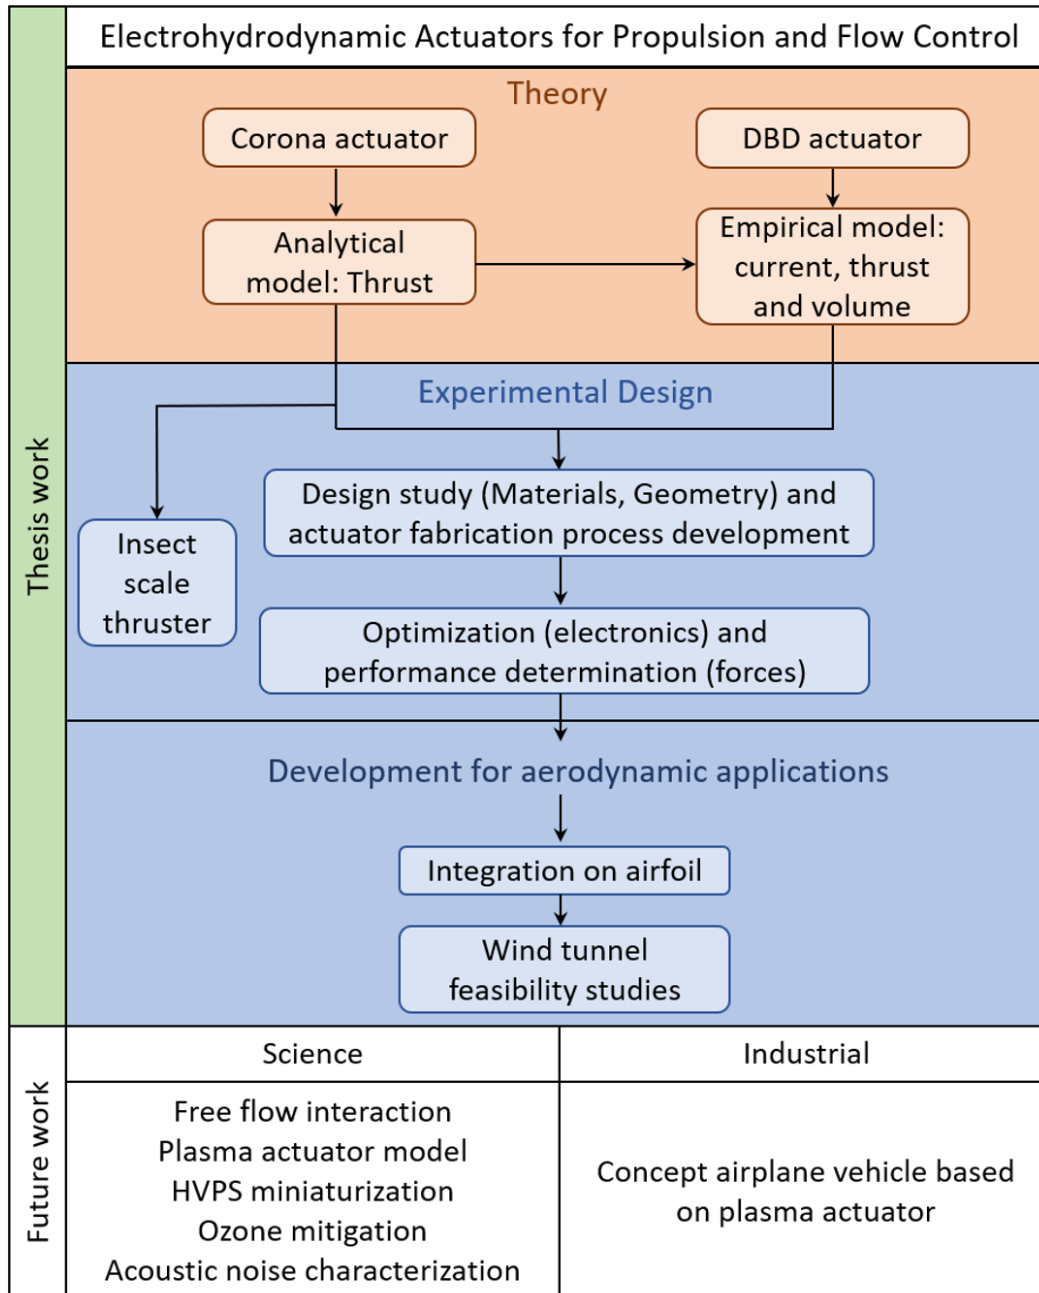 Electrohydrodynamic Actuators for Propulsion and Flow Control
Thesis work
Theory
Corona actuator
DBD actuator
Analytical
model: Thrust
Empirical model:
current, thrust
and volume
Experimental Design
Design study (Materials, Geometry) and
actuator fabrication process development
Insect
scale
thruster
Optimization (electronics) and
performance determination (forces)
Development for aerodynamic applications
Integration on airfoil
Wind tunnel
feasibility studies
Future work
Science
Industrial
Free flow interaction
Plasma actuator model
HVPS miniaturization
Ozone mitigation
Acoustic noise characterization
Concept airplane vehicle based
on plasma actuator